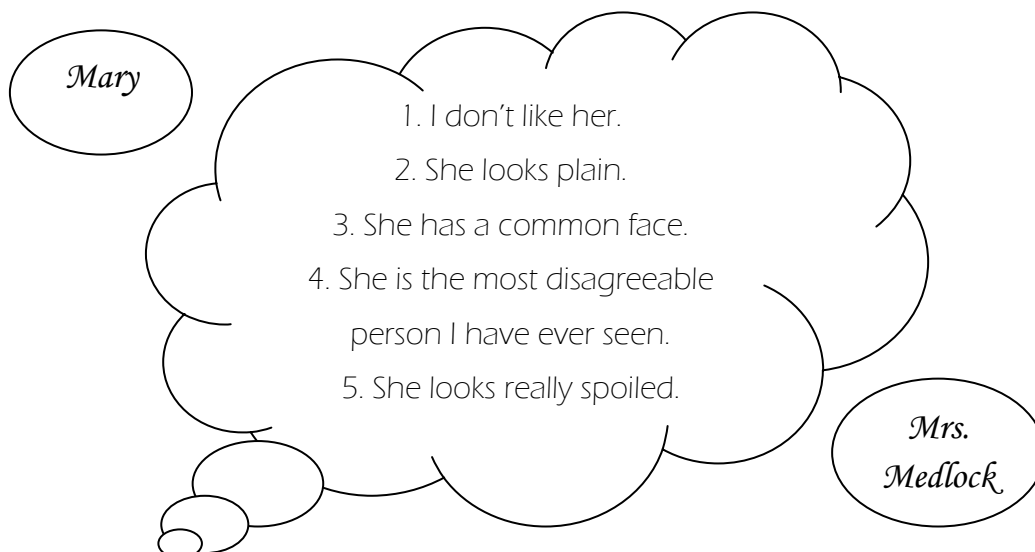 Mary
1. I don't like her.
2. She looks plain.
3. She has a common face.
4. She is the most disagreeable
person I have ever seen.
5. She looks really spoiled.
Mrs.
Medlock